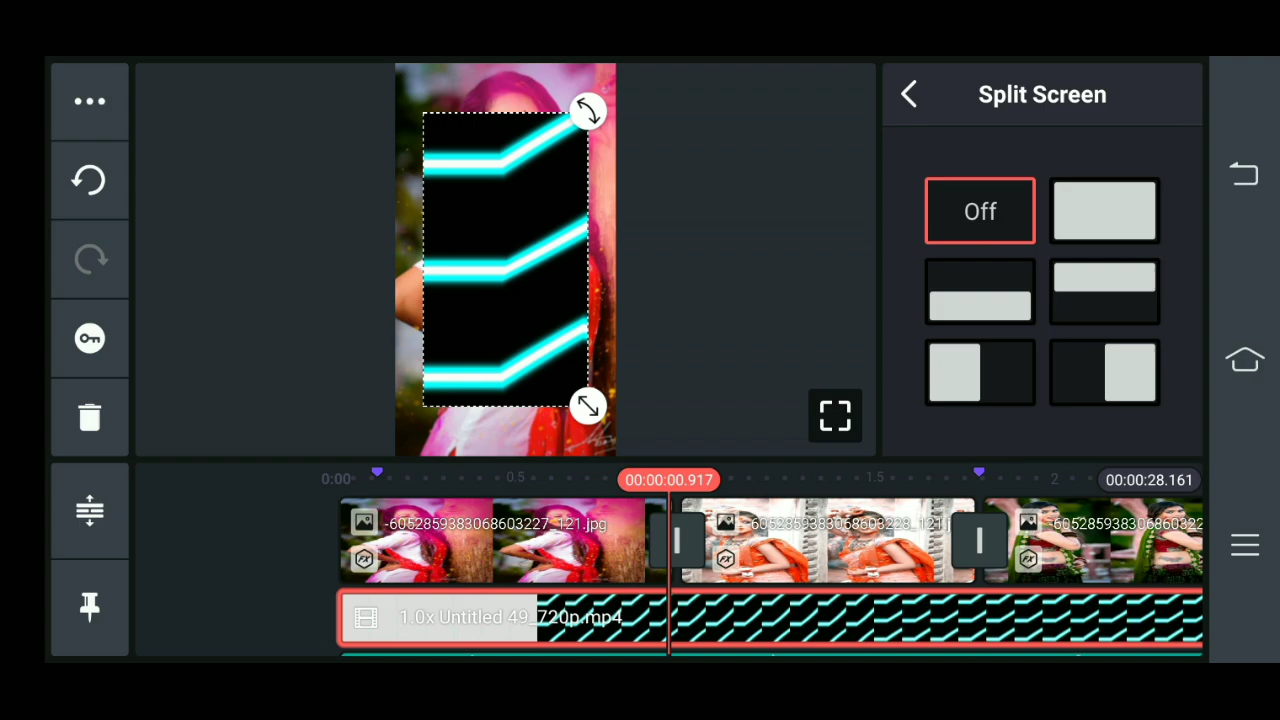 Split Screen
Off
0:00
0.5
00:00:00.917
1.5
2
00:00:28.161
-6052859383068603227_121.jpg
-6052859383068603228_121.j
-605285938306860322
1.0x Untitled 49_720p.mp4